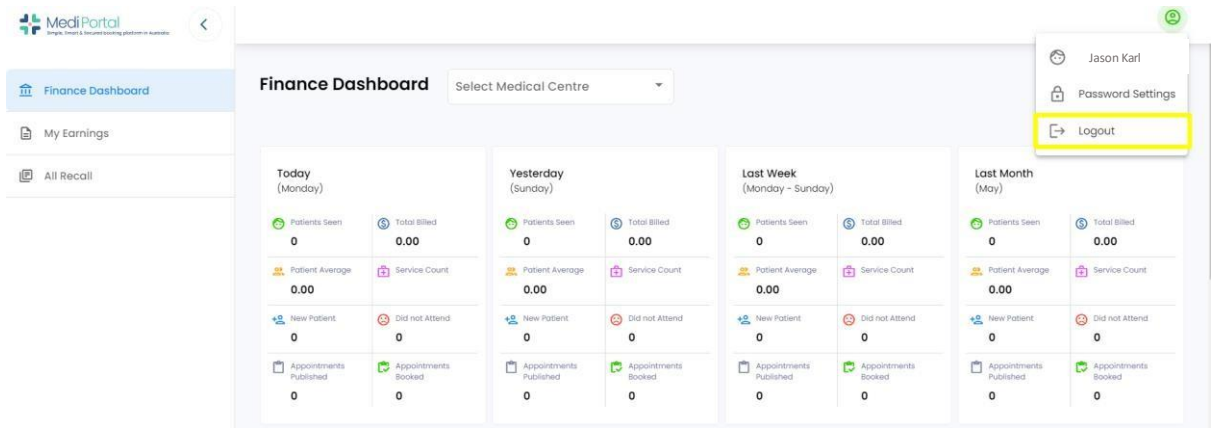 Medi Portal
Simple, Smart & Secured booking platform in Australia
Jason Karl
Password Settings
Logout
Finance Dashboard
My Earnings
All Recall
Finance Dashboard
Select Medical Centre
Today
(Monday)
Patients Seen
0
Total Billed
0.00
Patient Average
0.00
Service Count
New Patient
0
Did not Attend
0
Appointments
Published
0
Appointments
Booked
0
Yesterday
(Sunday)
Patients Seen
0
Total Billed
0.00
Patient Average
0.00
Service Count
New Patient
0
Did not Attend
0
Appointments
Published
0
Appointments
Booked
0
Last Week
(Monday - Sunday)
Patients Seen
0
Total Billed
0.00
Patient Average
0.00
Service Count
New Patient
0
Did not Attend
0
Appointments
Published
0
Appointments
Booked
0
Last Month
(May)
Patients Seen
0
Total Billed
0.00
Patient Average
0.00
Service Count
New Patient
0
Did not Attend
0
Appointments
Published
0
Appointments
Booked
0